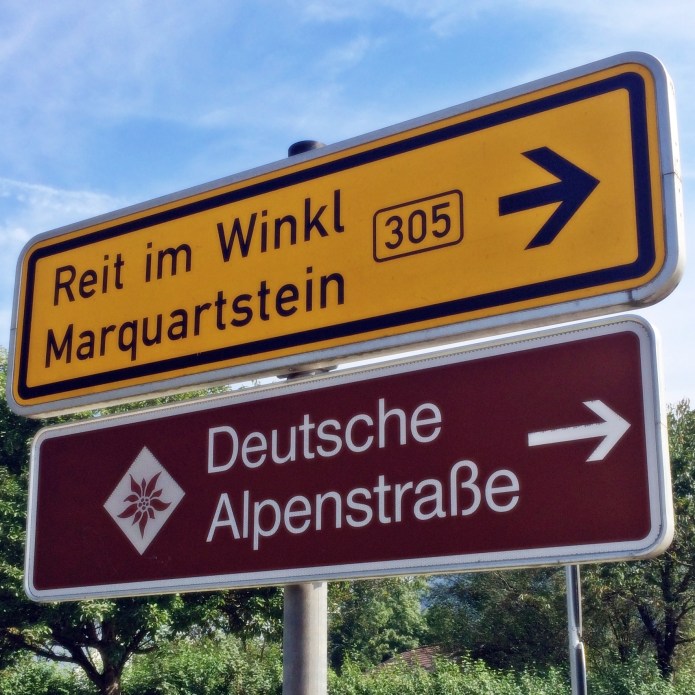 Reit im Winkl 305
Marquartstein
Deutsche
Alpenstraße